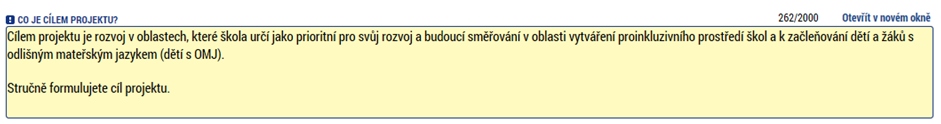 CO JE CÍLEM PROJEKTU? 262/2000 Otevřít v novém okně
Cílem projektu je rozvoj v oblastech, které škola určí jako prioritní pro svůj rozvoj a budoucí směřování v oblasti vytváření proinkluzivního prostředí škol a k začleňování dětí a žáků s
odlišným mateřským jazykem (dětí s OMJ).
Stručně formulujete cíl projektu.